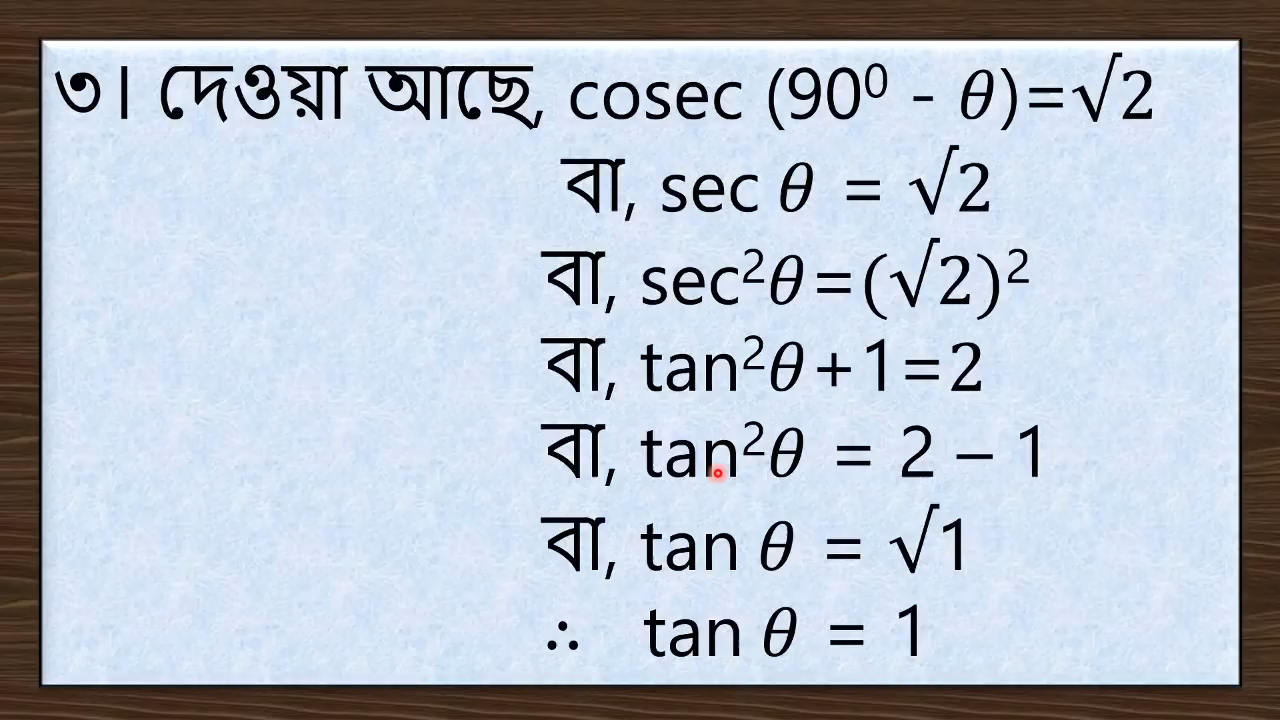 ৩। দেওয়া আছে, cosec (90⁰ - θ)=√2
বা, sec θ = √2
বা, sec²θ=(√2)²
বা, tan²θ+1=2
বা, tan²θ = 2 – 1
বা, tan θ = √1
∴ tan θ = 1